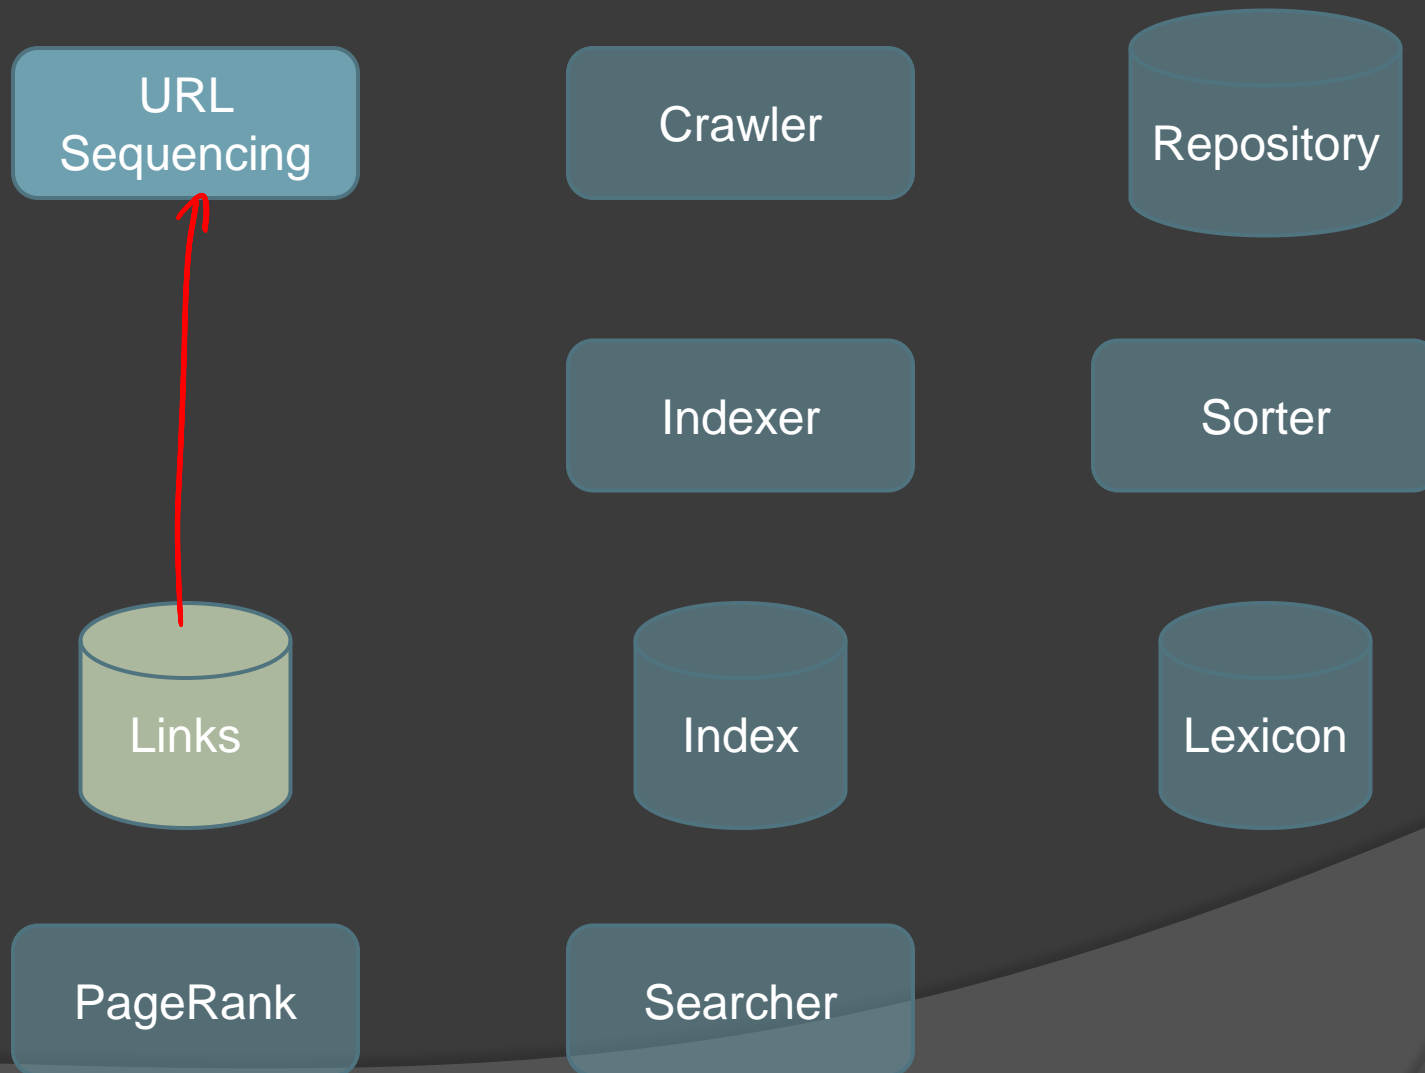 URL
Sequencing
Crawler
Repository
Indexer
Sorter
Links
Index
Lexicon
PageRank
Searcher